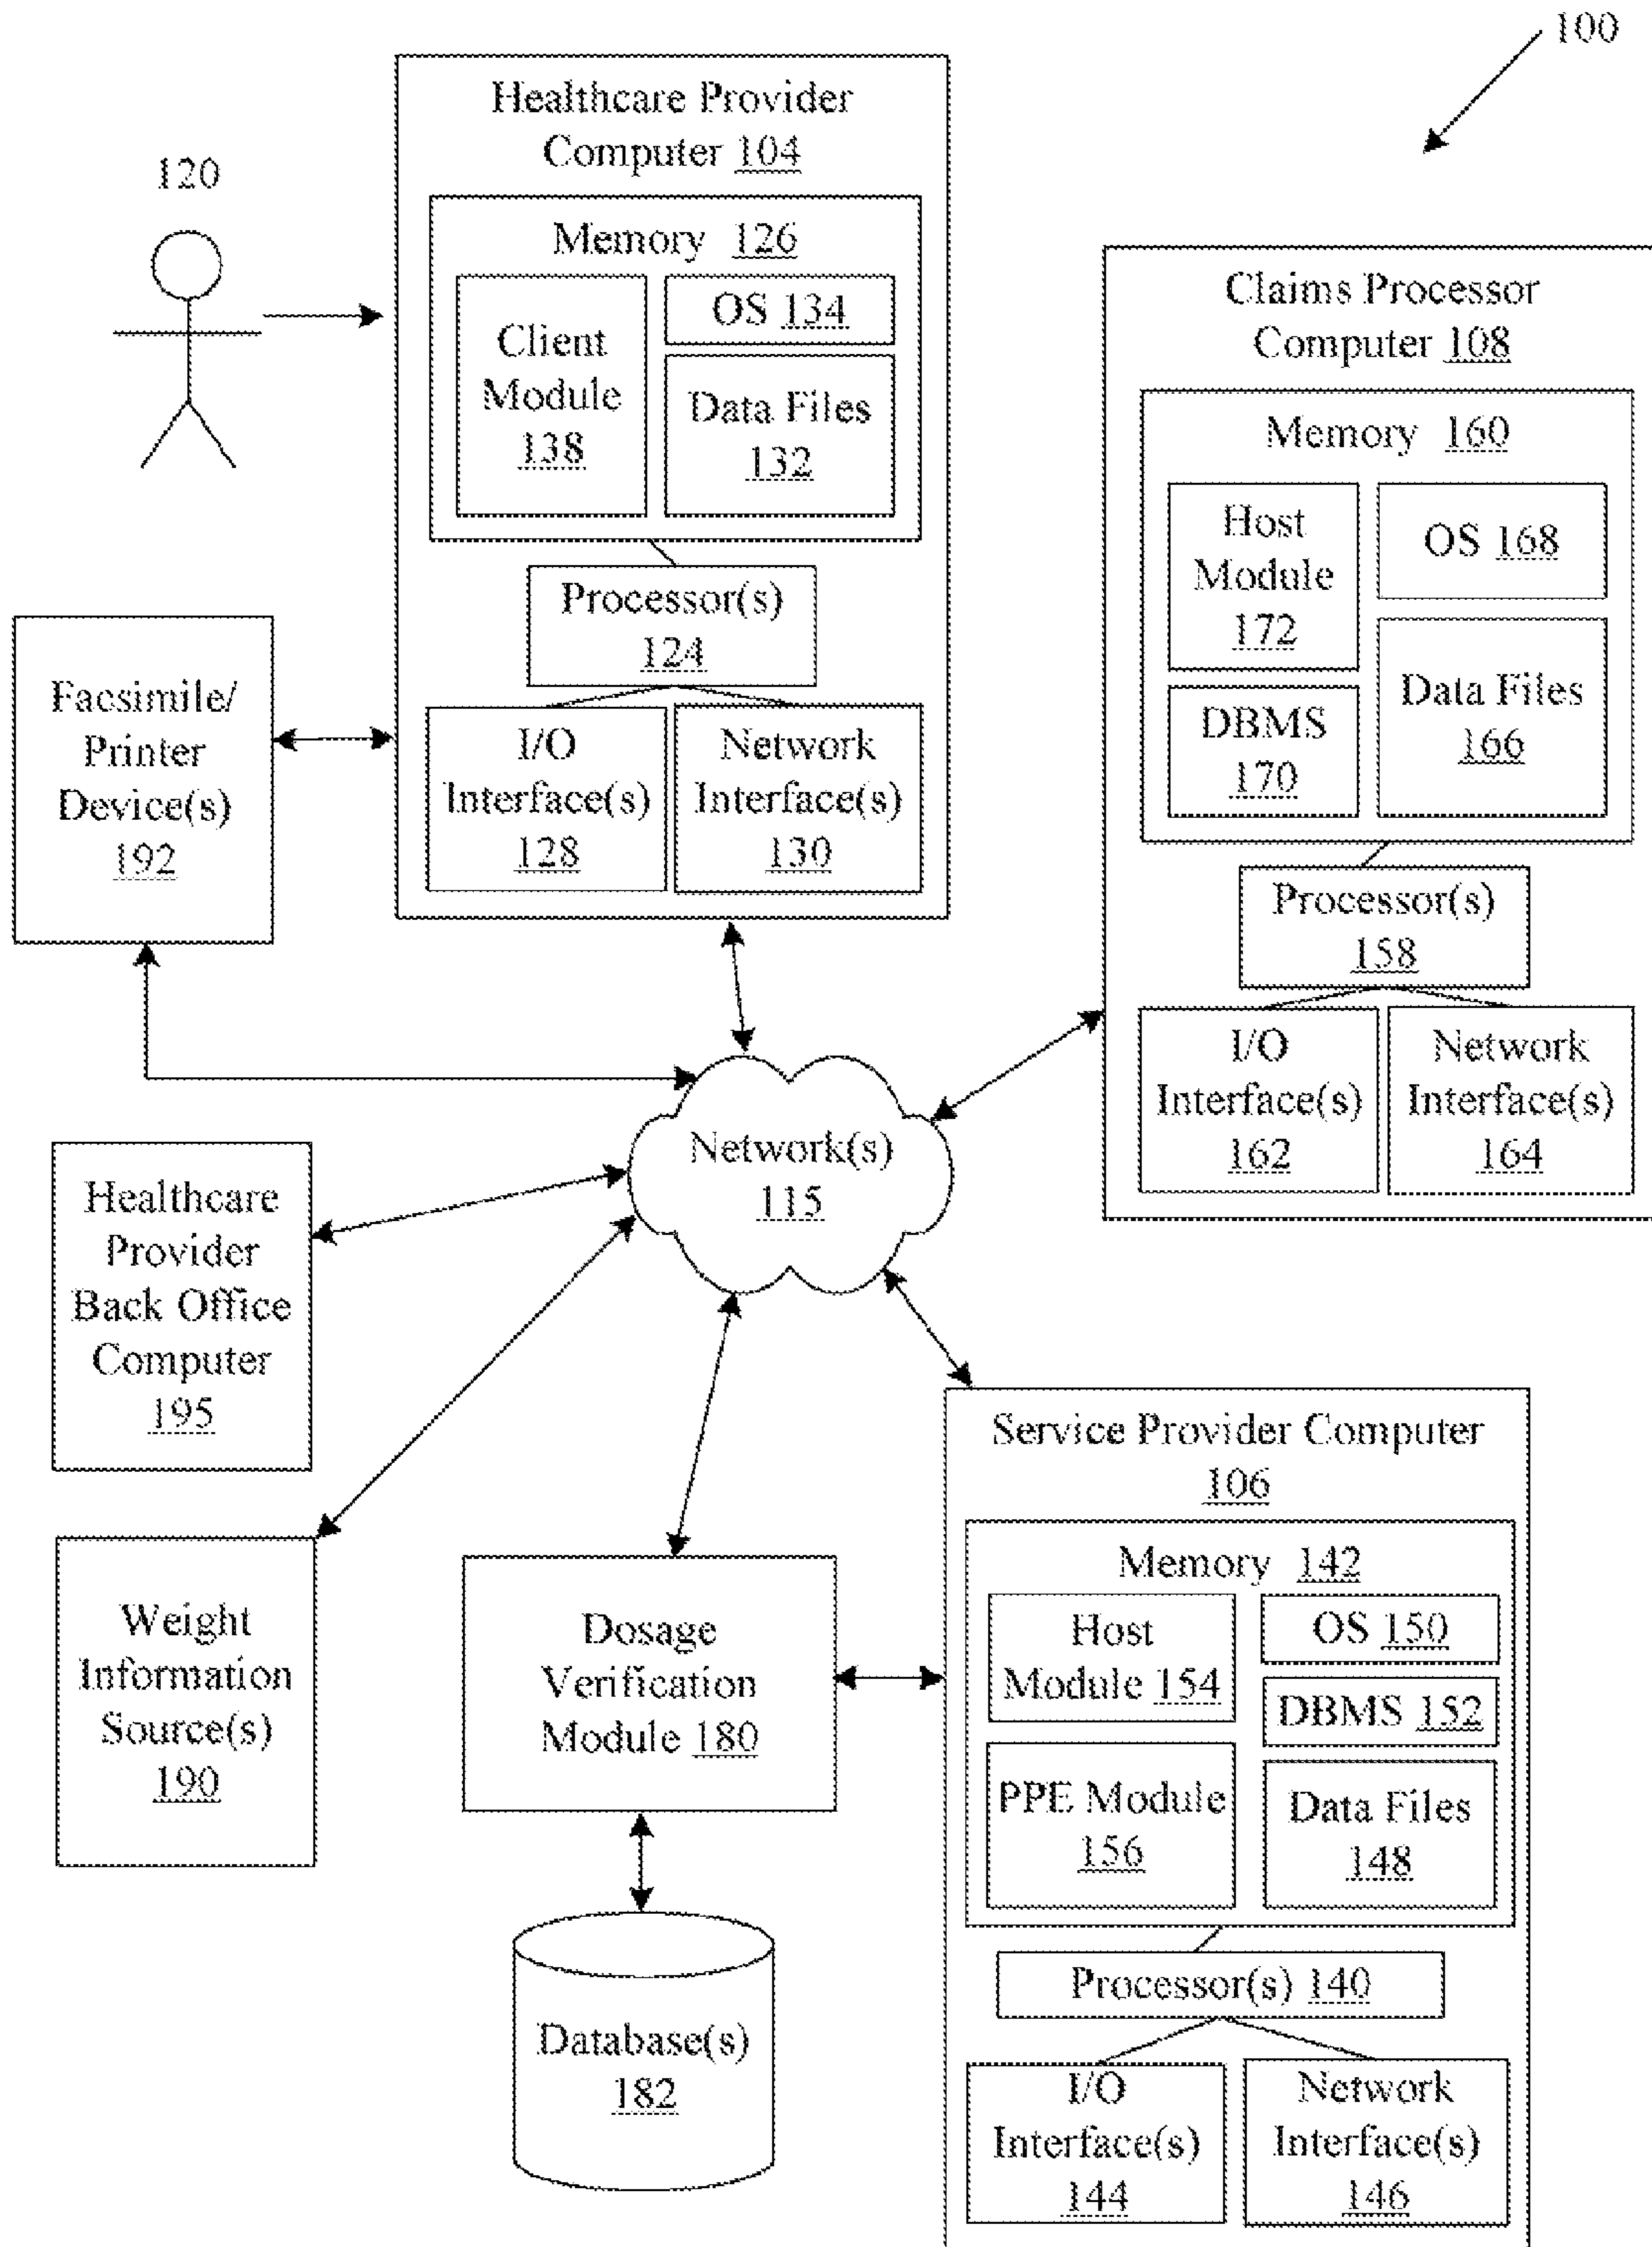 100
Healthcare Provider
Computer 104
120
Memory 126
Client
Module
138
OS 134
Data Files
132
Processor(s)
124
I/O
Interface(s)
128
Network
Interface(s)
130
Claims Processor
Computer 108
Memory 160
Host
Module
172
OS 168
DBMS
170
Data Files
166
Processor(s)
158
I/O
Interface(s)
162
Network
Interface(s)
164
Facsimile/
Printer
Device(s)
192
Network(s)
115
Healthcare
Provider
Back Office
Computer
195
Weight
Information
Source(s)
190
Dosage
Verification
Module 180
Database(s)
182
Service Provider Computer
106
Memory 142
Host
Module 154
OS 150
DBMS 152
PPE Module
156
Data Files
148
Processor(s) 140
I/O
Interface(s)
144
Network
Interface(s)
146